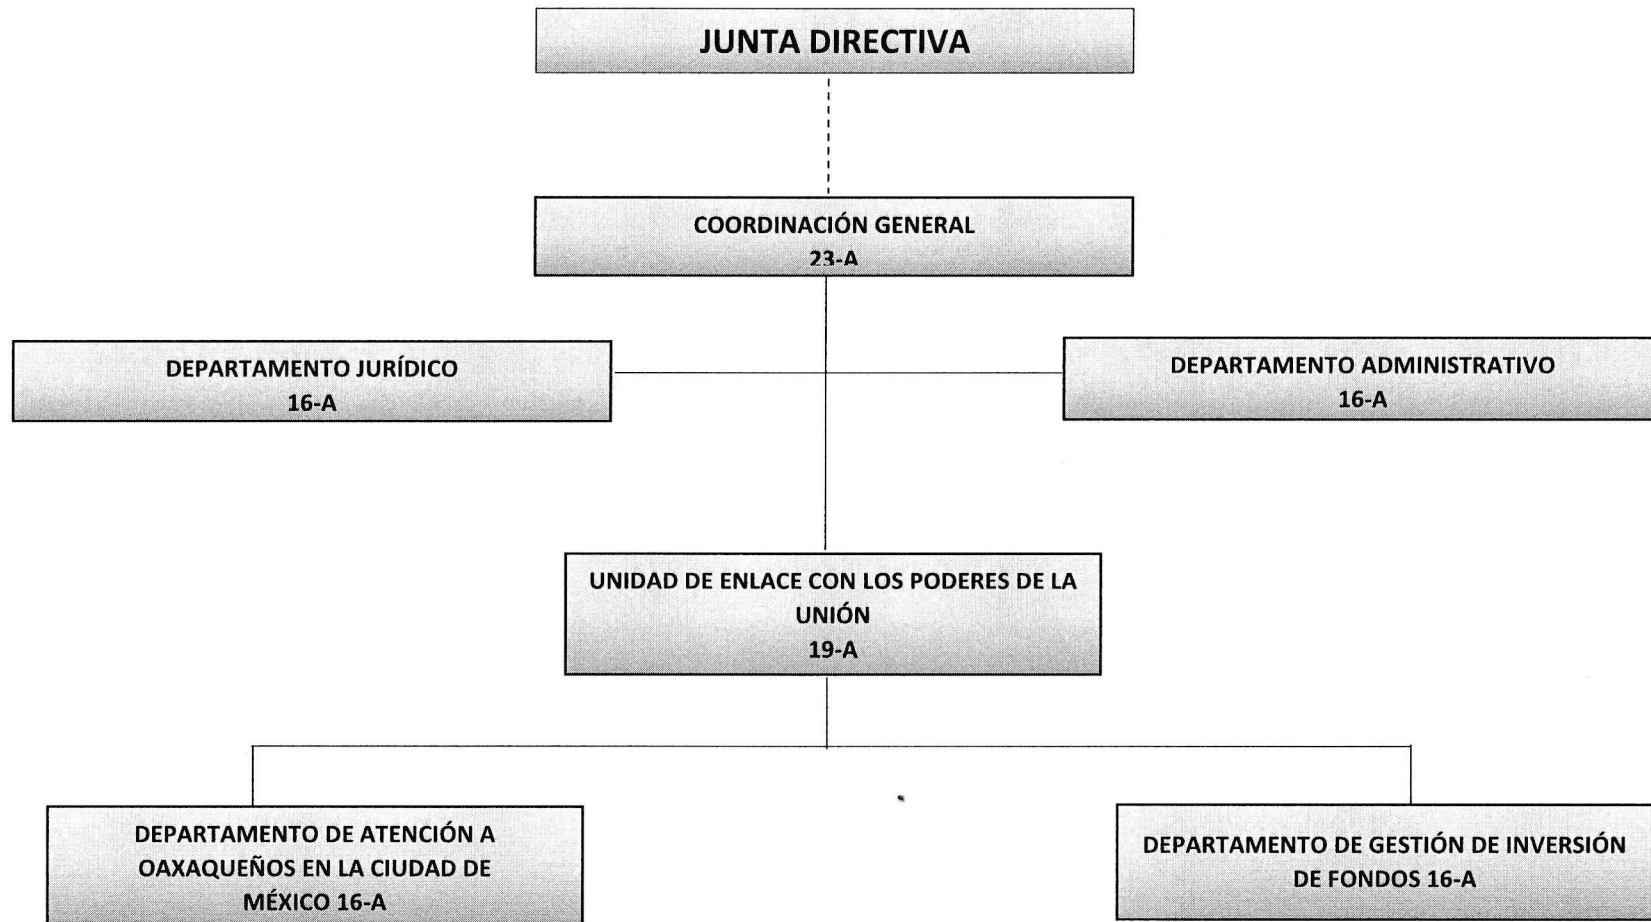 JUNTA DIRECTIVA
COORDINACIÓN GENERAL
23-A
DEPARTAMENTO JURÍDICO
16-A
DEPARTAMENTO ADMINISTRATIVO
16-A
UNIDAD DE ENLACE CON LOS PODERES DE LA
UNIÓN
19-A
DEPARTAMENTO DE ATENCIÓN A
OAXAQUEÑOS EN LA CIUDAD DE
MÉXICO 16-A
DEPARTAMENTO DE GESTIÓN DE INVERSIÓN
DE FONDOS 16-A